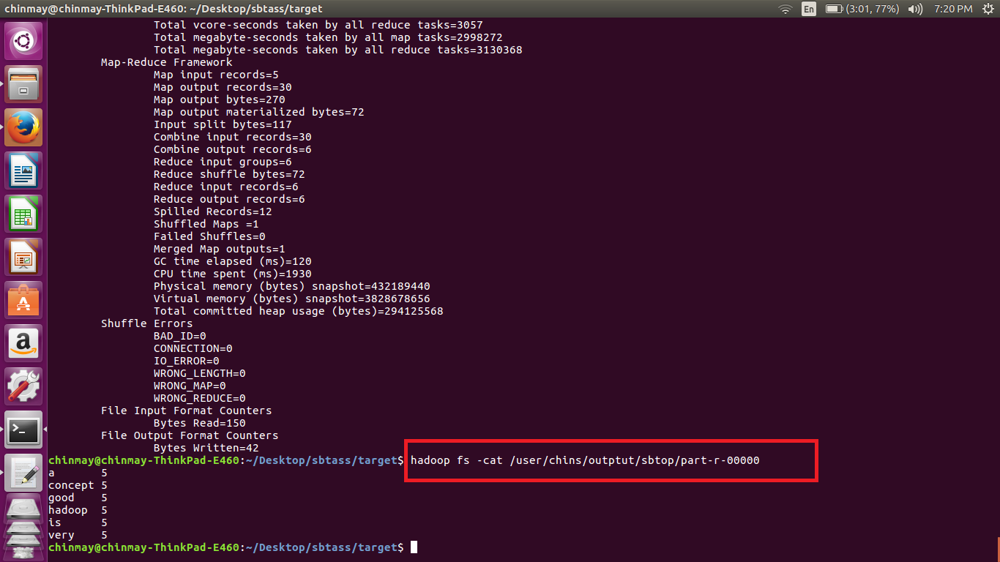 chinmay@chinmay-ThinkPad-E460: ~/Desktop/sbtass/target
En
(3:01, 77%)
7:20 PM
Total vcore-seconds taken by all reduce tasks=3057
Total megabyte-seconds taken by all map tasks=2998272
Total megabyte-seconds taken by all reduce tasks=3130368
Map-Reduce Framework
Map input records=5
Map output records=30
Map output bytes=270
Map output materialized bytes=72
Input split bytes=117
Combine input records=30
Combine output records=6
Reduce input groups=6
Reduce shuffle bytes=72
Reduce input records=6
Reduce output records=6
Spilled Records=12
Shuffled Maps =1
Failed Shuffles=0
Merged Map outputs=1
GC time elapsed (ms)=120
CPU time spent (ms)=1930
Physical memory (bytes) snapshot=432189440
Virtual memory (bytes) snapshot=3828678656
Total committed heap usage (bytes)=294125568
Shuffle Errors
BAD_ID=0
CONNECTION=0
IO_ERROR=0
WRONG_LENGTH=0
WRONG_MAP=0
WRONG_REDUCE=0
File Input Format Counters
Bytes Read=150
File Output Format Counters
Bytes Written=42
chinmay@chinmay-ThinkPad-E460:~/Desktop/sbtass/target$ hadoop fs -cat /user/chins/outptut/sbtop/part-r-00000
a 5
concept 5
good 5
hadoop 5
is 5
very 5
chinmay@chinmay-ThinkPad-E460:~/Desktop/sbtass/target$